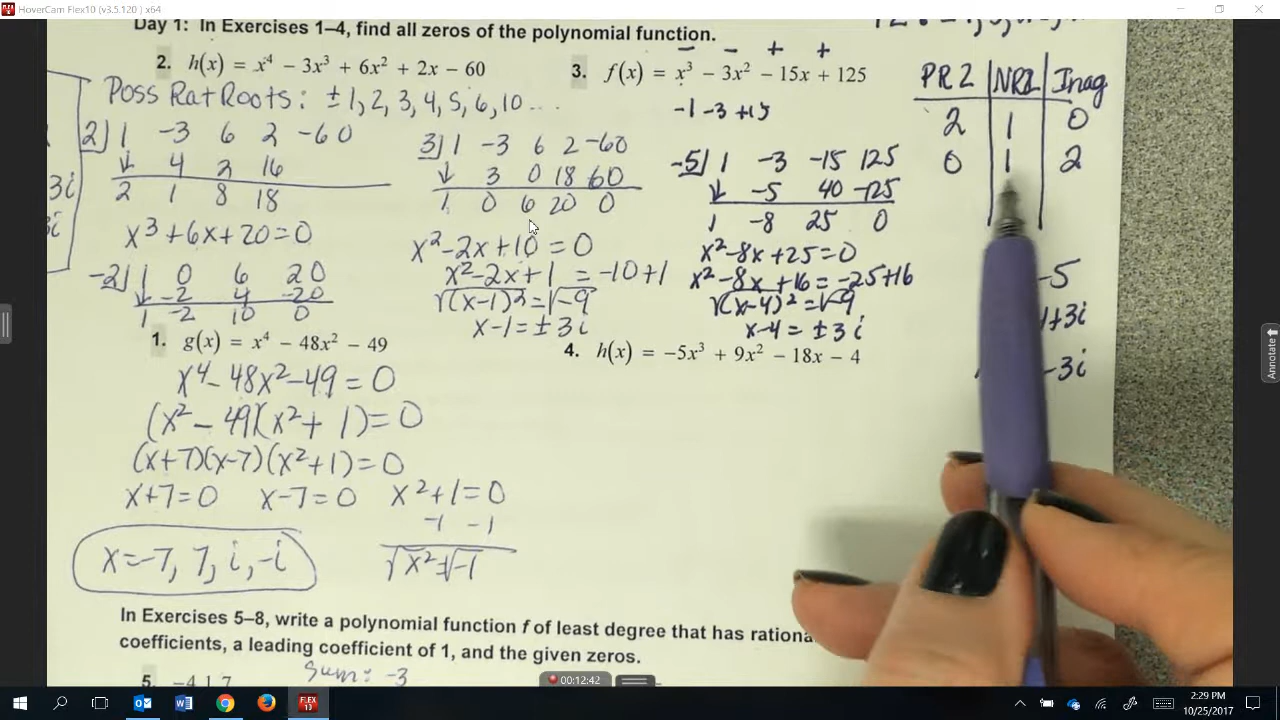 HoverCam Flex10 (v3.5.120) | x64
Day 1: In Exercises 1–4, find all zeros of the polynomial function.
2. h(x) = x⁴ − 3x³ + 6x² + 2x − 60
Poss Rat Roots: ± 1, 2, 3, 4, 5, 6, 10 ...
2| 1 -3 6 2 -60
↓ 4 2 16
2 1 8 18
x³ + 6x + 20 = 0
-2| 1 0 6 20
↓ -2 4 -20
1 -2 10 0
3| 1 -3 6 2 -60
↓ 3 0 18 60
1 0 6 20 0
x² - 2x + 10 = 0
x² - 2x + 1 = -10 + 1
√(x-1)² = √-9
x - 1 = ± 3i
3i
- - + +
3. f(x) = x³ − 3x² − 15x + 125
-1 -3 +15
-5| 1 -3 -15 125
↓ -5 40 -125
1 -8 25 0
x² - 8x + 25 = 0
x² - 8x + 16 = -25 + 16
√(x-4)² = √-9
x - 4 = ± 3i
PRZ NRZ Imag
2 1 0
0 1 2
-5
+3i
-3i
1. g(x) = x⁴ − 48x² − 49
x⁴ - 48x² - 49 = 0
(x² - 49)(x² + 1) = 0
(x+7)(x-7)(x²+1) = 0
x+7=0 x-7=0 x²+1=0
-1 -1
√x² = √-1
x = -7, 7, i, -i
4. h(x) = −5x³ + 9x² − 18x − 4
In Exercises 5–8, write a polynomial function f of least degree that has rationa
coefficients, a leading coefficient of 1, and the given zeros.
Sum: -3
5.
00:12:42
Annotate
FLEX
10
2:29 PM
10/25/2017